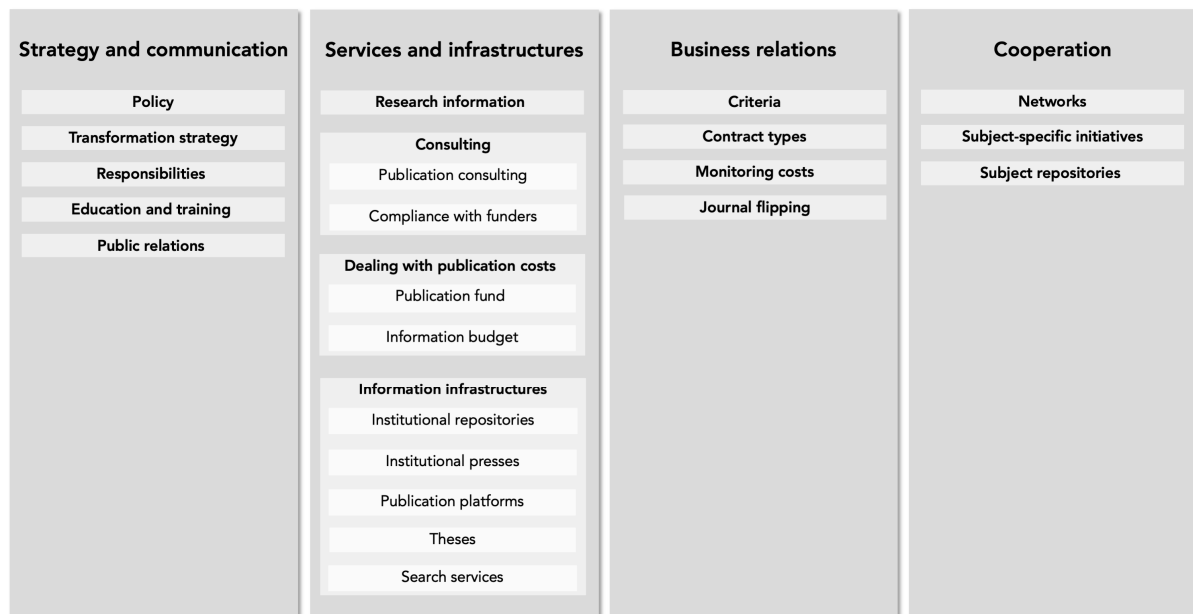 Strategy and communication
Policy
Transformation strategy
Responsibilities
Education and training
Public relations
Services and infrastructures
Research information
Consulting
Publication consulting
Compliance with funders
Dealing with publication costs
Publication fund
Information budget
Information infrastructures
Institutional repositories
Institutional presses
Publication platforms
Theses
Search services
Business relations
Criteria
Contract types
Monitoring costs
Journal flipping
Cooperation
Networks
Subject-specific initiatives
Subject repositories